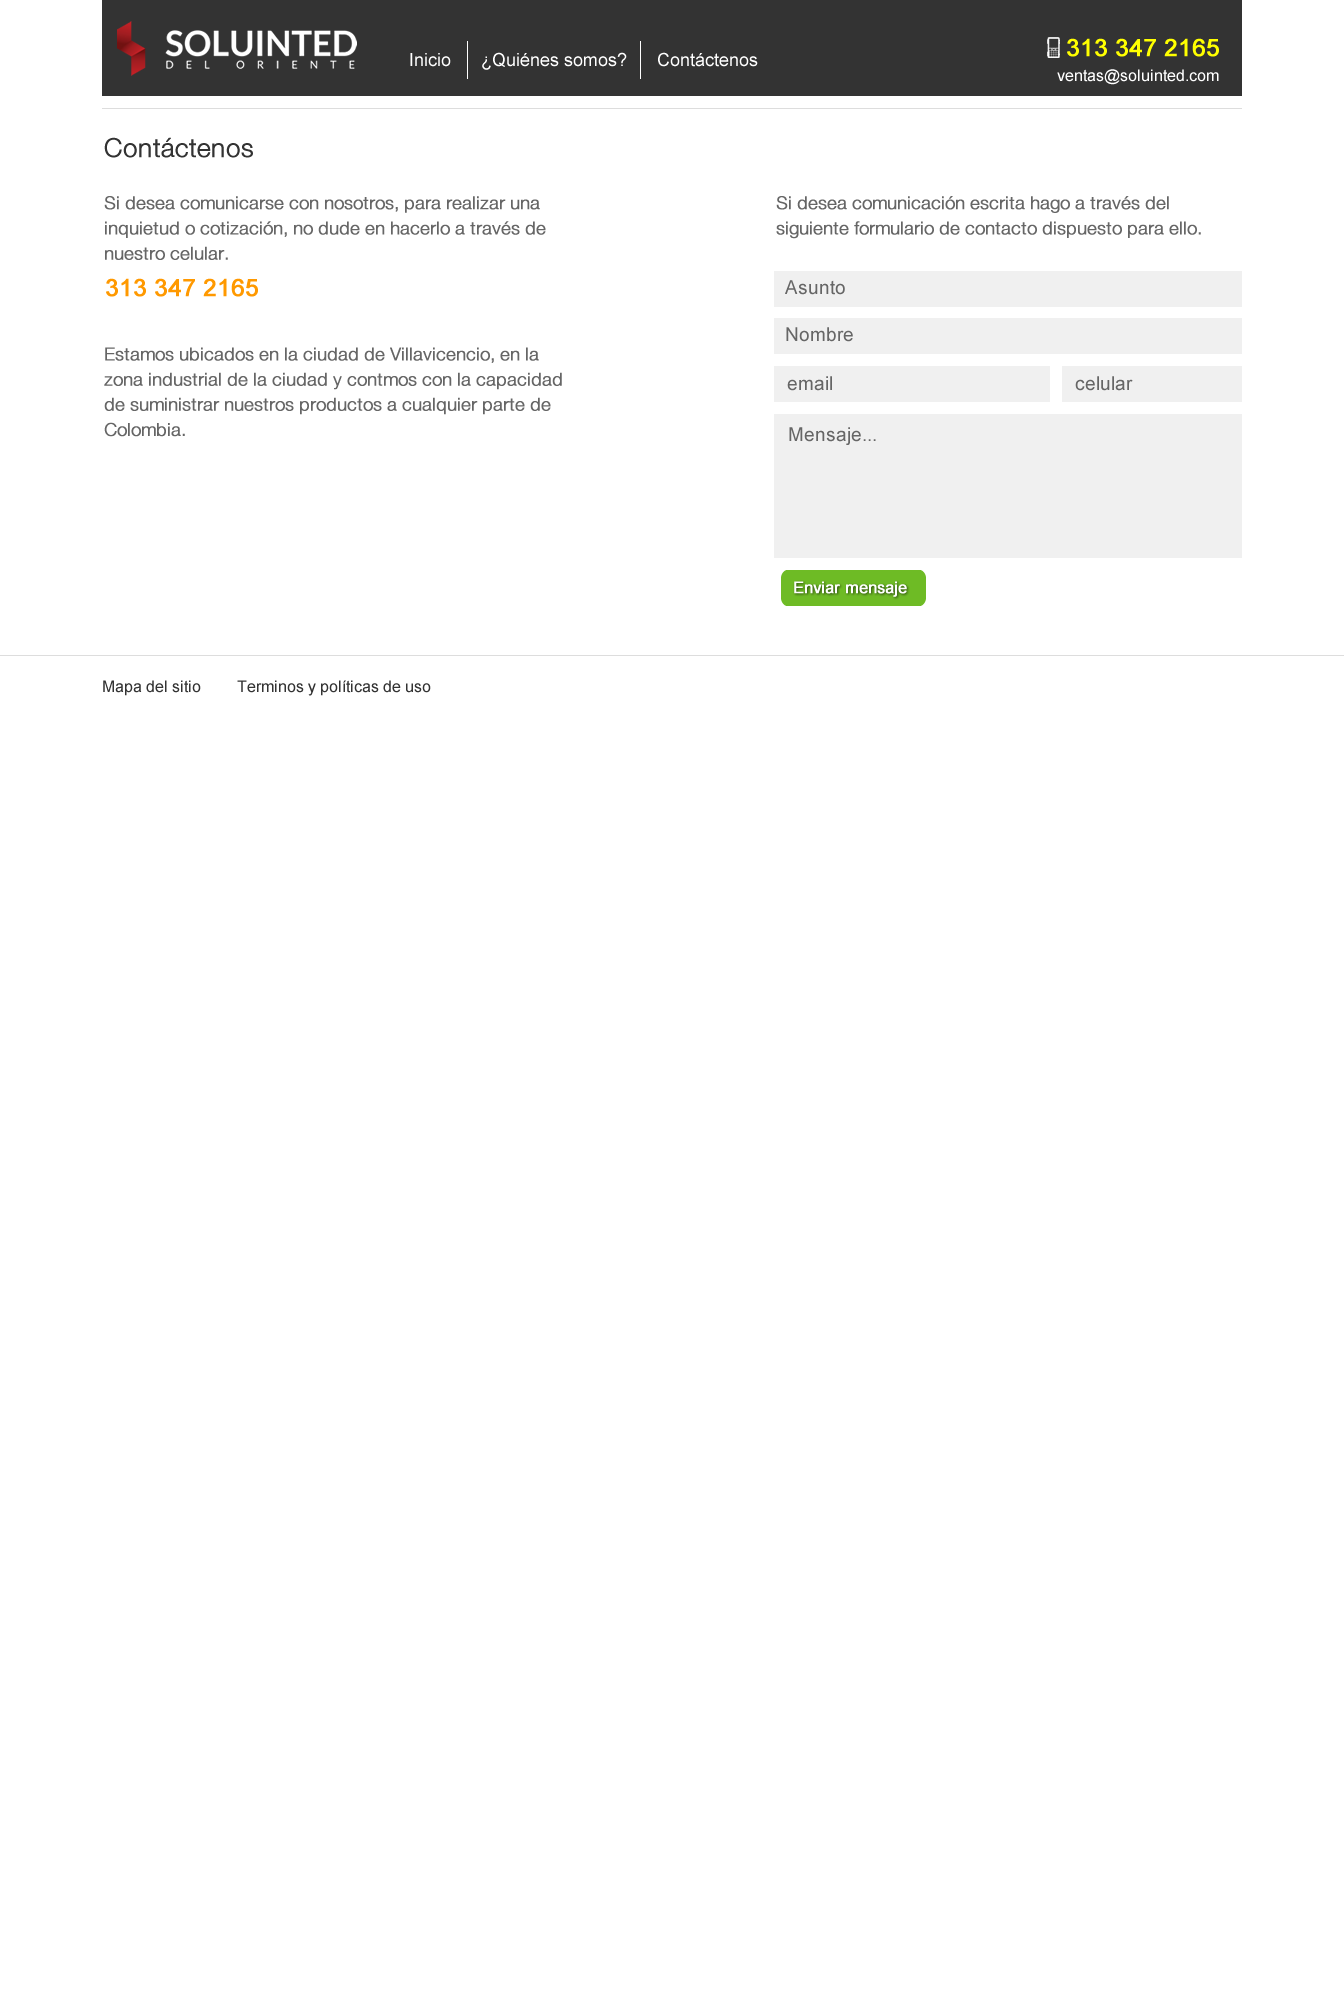 SOLUINTED
DEL ORIENTE
Inicio
¿Quiénes somos?
Contáctenos
313 347 2165
ventas@soluinted.com
Contáctenos
Si desea comunicarse con nosotros, para realizar una
inquietud o cotización, no dude en hacerlo a través de
nuestro celular.
313 347 2165
Estamos ubicados en la ciudad de Villavicencio, en la
zona industrial de la ciudad y contmos con la capacidad
de suministrar nuestros productos a cualquier parte de
Colombia.
Si desea comunicación escrita hago a través del
siguiente formulario de contacto dispuesto para ello.
Asunto
Nombre
email
celular
Mensaje...
Enviar mensaje
Mapa del sitio
Terminos y políticas de uso